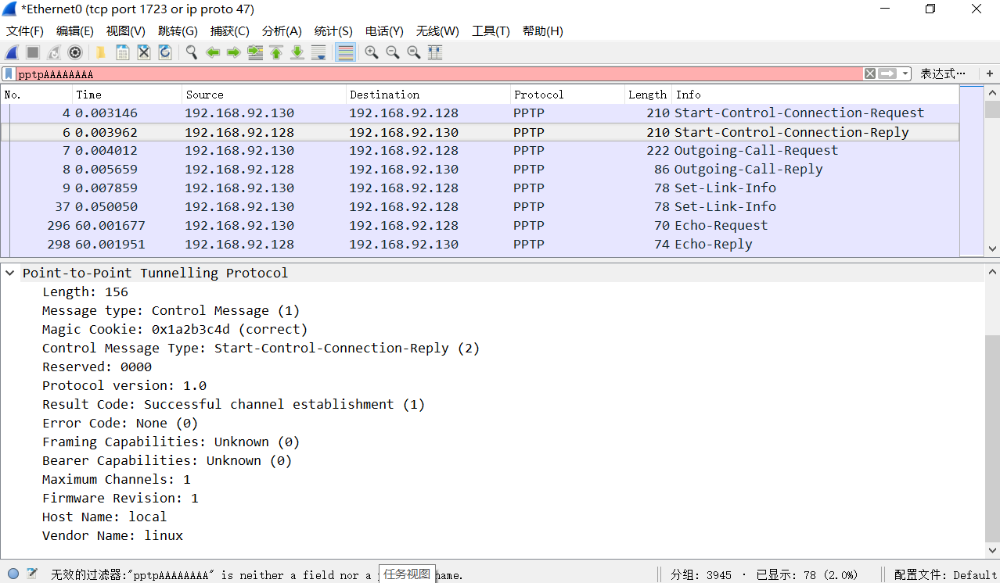 *Ethernet0 (tcp port 1723 or ip proto 47)
文件(F) 编辑(E) 视图(V) 跳转(G) 捕获(C) 分析(A) 统计(S) 电话(Y) 无线(W) 工具(T) 帮助(H)
pptpAAAAAAAA 表达式… +
No. Time Source Destination Protocol Length Info
4 0.003146 192.168.92.130 192.168.92.128 PPTP 210 Start-Control-Connection-Request
6 0.003962 192.168.92.128 192.168.92.130 PPTP 210 Start-Control-Connection-Reply
7 0.004012 192.168.92.130 192.168.92.128 PPTP 222 Outgoing-Call-Request
8 0.005659 192.168.92.128 192.168.92.130 PPTP 86 Outgoing-Call-Reply
9 0.007859 192.168.92.130 192.168.92.128 PPTP 78 Set-Link-Info
37 0.050050 192.168.92.130 192.168.92.128 PPTP 78 Set-Link-Info
296 60.001677 192.168.92.130 192.168.92.128 PPTP 70 Echo-Request
298 60.001951 192.168.92.128 192.168.92.130 PPTP 74 Echo-Reply
Point-to-Point Tunnelling Protocol
Length: 156
Message type: Control Message (1)
Magic Cookie: 0x1a2b3c4d (correct)
Control Message Type: Start-Control-Connection-Reply (2)
Reserved: 0000
Protocol version: 1.0
Result Code: Successful channel establishment (1)
Error Code: None (0)
Framing Capabilities: Unknown (0)
Bearer Capabilities: Unknown (0)
Maximum Channels: 1
Firmware Revision: 1
Host Name: local
Vendor Name: linux
无效的过滤器:"pptpAAAAAAAA" is neither a field nor a 任务视图 name. 分组: 3945 · 已显示: 78 (2.0%) 配置文件: Default